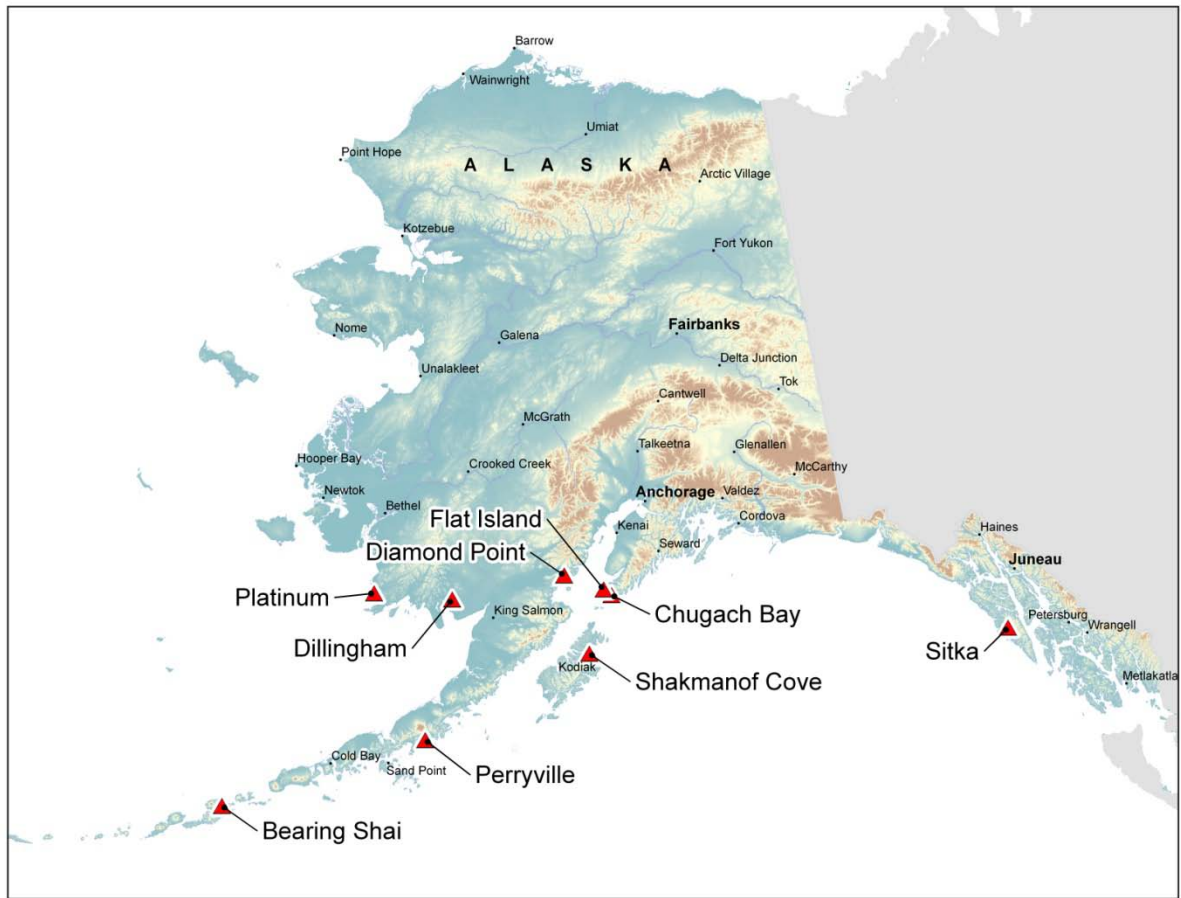 Barrow
Wainwright
Umiat
Point Hope
A L A S K A
Arctic Village
Kotzebue
Fort Yukon
Nome
Galena
Fairbanks
Unalakleet
Delta Junction
Tok
Cantwell
McGrath
Talkeetna
Glenallen
Hooper Bay
Crooked Creek
McCarthy
Newtok
Anchorage
Valdez
Bethel
Flat Island
Cordova
Kenai
Haines
Diamond Point
Seward
Juneau
Platinum
King Salmon
Chugach Bay
Petersburg
Wrangell
Dillingham
Sitka
Kodiak
Shakmanof Cove
Metlakatla
Cold Bay
Sand Point
Perryville
Bearing Shai